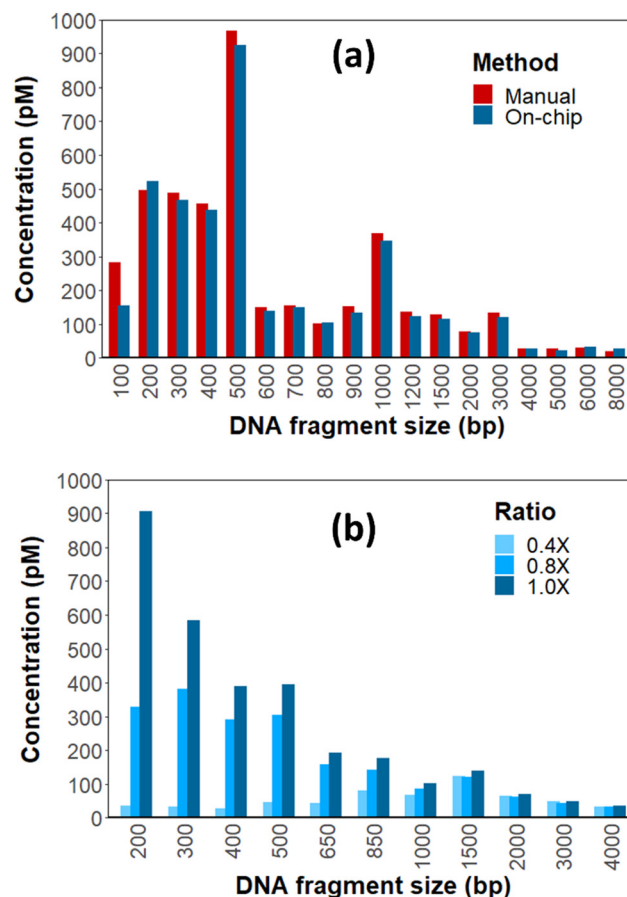 (a)
Method
Manual
On-chip
Concentration (pM)
1000
900
800
700
600
500
400
300
200
100
0
100 200 300 400 500 600 700 800 900 1000 1200 1500 2000 3000 4000 5000 6000 8000
DNA fragment size (bp)
(b)
Ratio
0.4X
0.8X
1.0X
Concentration (pM)
1000
900
800
700
600
500
400
300
200
100
0
200 300 400 500 650 850 1000 1500 2000 3000 4000
DNA fragment size (bp)